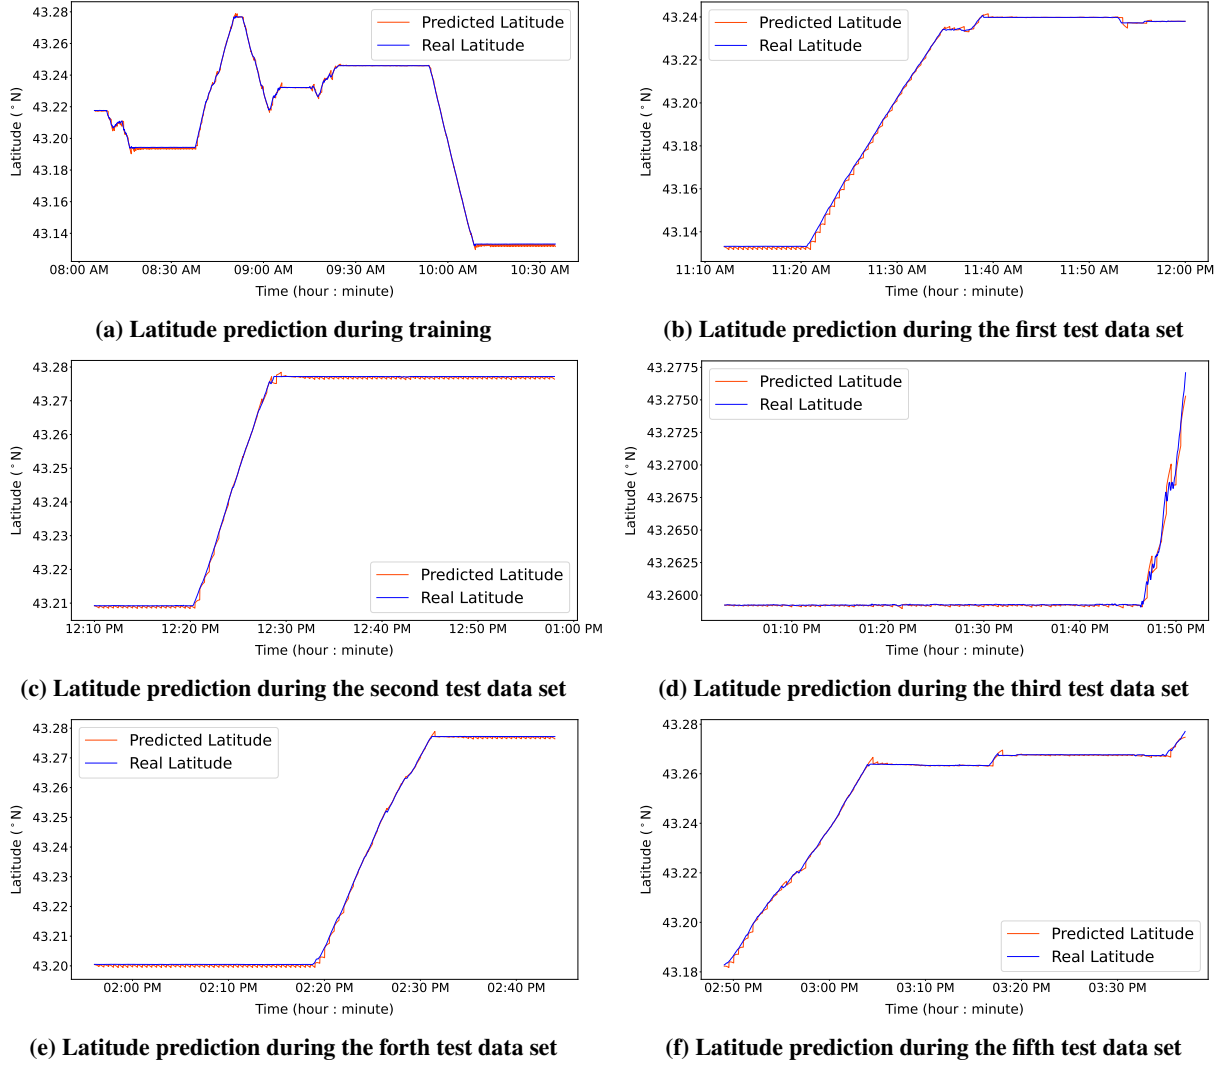 43.28
43.26
43.24
43.22
43.20
43.18
43.16
43.14
Latitude (°N)
Predicted Latitude
Real Latitude
08:00 AM 08:30 AM 09:00 AM 09:30 AM 10:00 AM 10:30 AM
Time (hour : minute)
(a) Latitude prediction during training
43.24
43.22
43.20
43.18
43.16
43.14
Latitude (°N)
Predicted Latitude
Real Latitude
11:10 AM 11:20 AM 11:30 AM 11:40 AM 11:50 AM 12:00 PM
Time (hour : minute)
(b) Latitude prediction during the first test data set
43.28
43.27
43.26
43.25
43.24
43.23
43.22
43.21
Latitude (°N)
Predicted Latitude
Real Latitude
12:10 PM 12:20 PM 12:30 PM 12:40 PM 12:50 PM 01:00 PM
Time (hour : minute)
(c) Latitude prediction during the second test data set
43.2775
43.2750
43.2725
43.2700
43.2675
43.2650
43.2625
43.2600
Latitude (°N)
Predicted Latitude
Real Latitude
01:10 PM 01:20 PM 01:30 PM 01:40 PM 01:50 PM
Time (hour : minute)
(d) Latitude prediction during the third test data set
43.28
43.27
43.26
43.25
43.24
43.23
43.22
43.21
43.20
Latitude (°N)
Predicted Latitude
Real Latitude
02:00 PM 02:10 PM 02:20 PM 02:30 PM 02:40 PM
Time (hour : minute)
(e) Latitude prediction during the forth test data set
43.28
43.26
43.24
43.22
43.20
43.18
Latitude (°N)
Predicted Latitude
Real Latitude
02:50 PM 03:00 PM 03:10 PM 03:20 PM 03:30 PM
Time (hour : minute)
(f) Latitude prediction during the fifth test data set